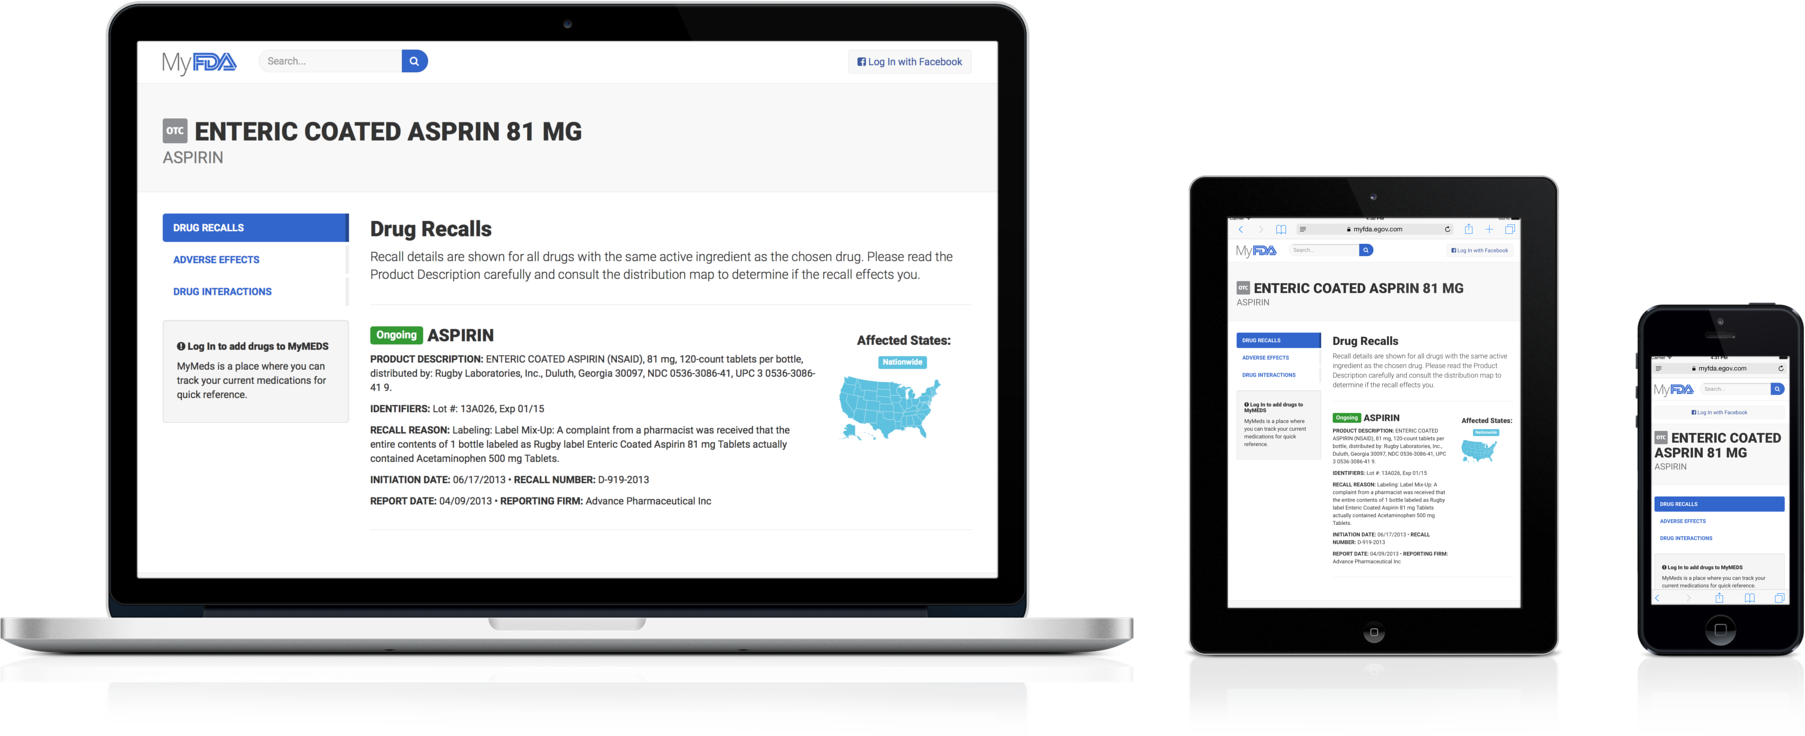 MyFDA
Search...
Log In with Facebook
OTC ENTERIC COATED ASPRIN 81 MG
ASPIRIN
DRUG RECALLS
ADVERSE EFFECTS
DRUG INTERACTIONS
Log In to add drugs to MyMEDS
MyMeds is a place where you can
track your current medications for
quick reference.
Drug Recalls
Recall details are shown for all drugs with the same active ingredient as the chosen drug. Please read the
Product Description carefully and consult the distribution map to determine if the recall effects you.
Ongoing ASPIRIN
PRODUCT DESCRIPTION: ENTERIC COATED ASPIRIN (NSAID), 81 mg, 120-count tablets per bottle,
distributed by: Rugby Laboratories, Inc., Duluth, Georgia 30097, NDC 0536-3086-41, UPC 3 0536-3086-
41 9.
IDENTIFIERS: Lot #: 13A026, Exp 01/15
RECALL REASON: Labeling: Label Mix-Up: A complaint from a pharmacist was received that the
entire contents of 1 bottle labeled as Rugby label Enteric Coated Aspirin 81 mg Tablets actually
contained Acetaminophen 500 mg Tablets.
INITIATION DATE: 06/17/2013 • RECALL NUMBER: D-919-2013
REPORT DATE: 04/09/2013 • REPORTING FIRM: Advance Pharmaceutical Inc
Affected States:
Nationwide
myfda.egov.com
MyFDA
Search...
Log In with Facebook
OTC ENTERIC COATED ASPRIN 81 MG
ASPIRIN
DRUG RECALLS
ADVERSE EFFECTS
DRUG INTERACTIONS
Log In to add drugs to
MyMEDS
MyMeds is a place where you
can track your current
medications for quick
reference.
Drug Recalls
Recall details are shown for all drugs with the same active
ingredient as the chosen drug. Please read the Product
Description carefully and consult the distribution map to
determine if the recall effects you.
Ongoing ASPIRIN
PRODUCT DESCRIPTION: ENTERIC COATED
ASPIRIN (NSAID), 81 mg, 120-count tablets per
bottle, distributed by: Rugby Laboratories, Inc.,
Duluth, Georgia 30097, NDC 0536-3086-41, UPC
3 0536-3086-41 9.
IDENTIFIERS: Lot #: 13A026, Exp 01/15
RECALL REASON: Labeling: Label Mix-Up: A
complaint from a pharmacist was received that
the entire contents of 1 bottle labeled as Rugby
label Enteric Coated Aspirin 81 mg Tablets
actually contained Acetaminophen 500 mg
Tablets.
INITIATION DATE: 06/17/2013 • RECALL
NUMBER: D-919-2013
REPORT DATE: 04/09/2013 • REPORTING FIRM:
Advance Pharmaceutical Inc
Affected States:
Nationwide
4:31 PM
myfda.egov.com
MyFDA
Search...
Log In with Facebook
OTC ENTERIC COATED
ASPRIN 81 MG
ASPIRIN
DRUG RECALLS
ADVERSE EFFECTS
DRUG INTERACTIONS
Log In to add drugs to MyMEDS
MyMeds is a place where you can track your
current medications for quick reference.